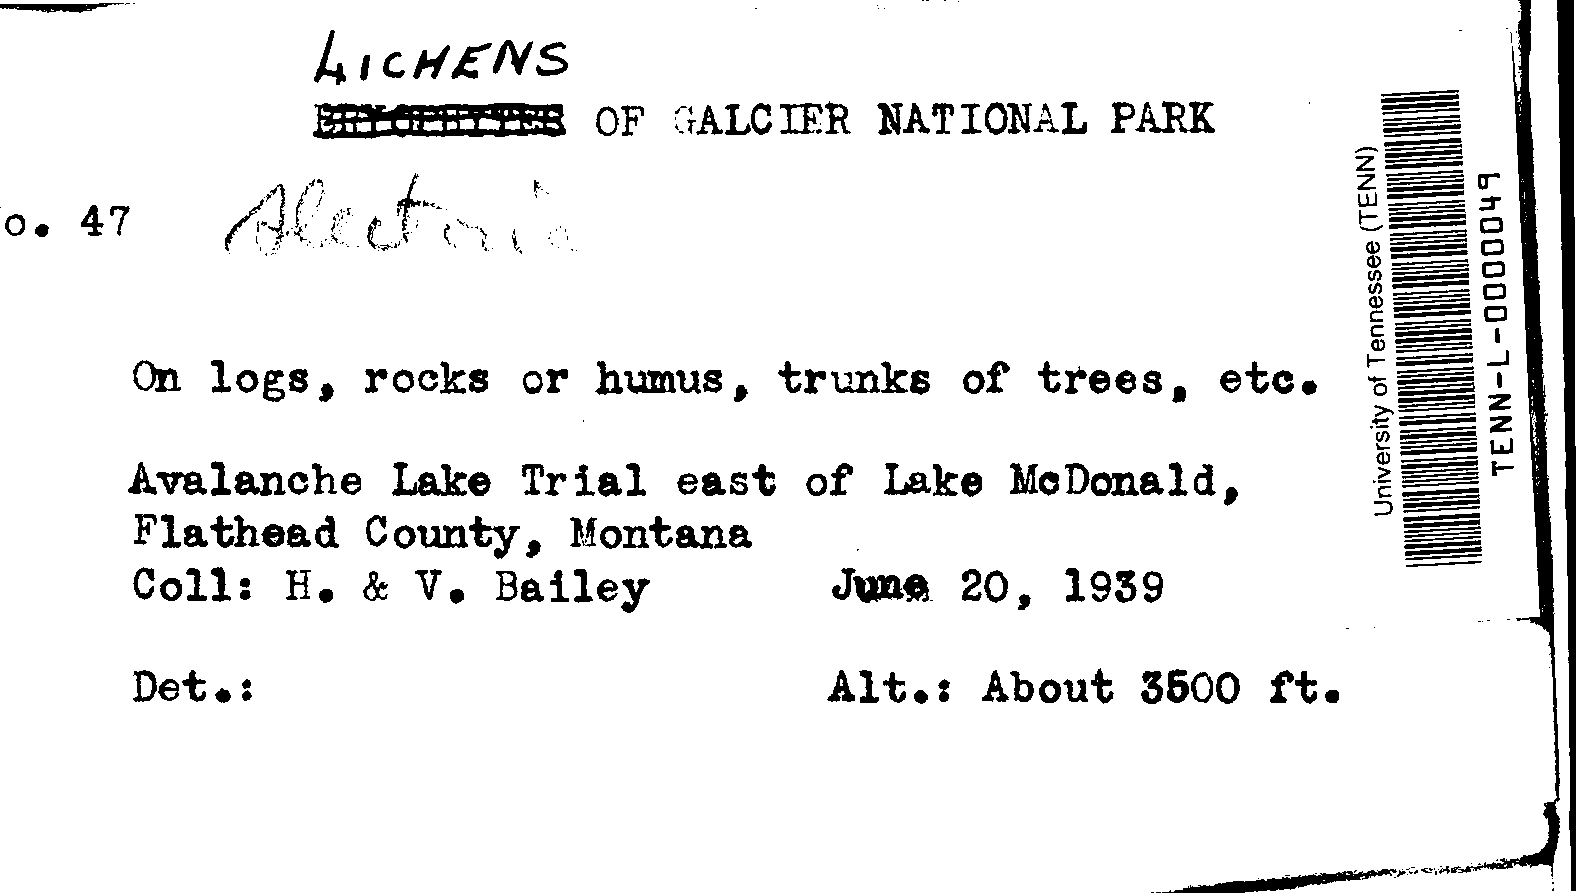 LICHENS
BRYOPHYTES OF GALCIER NATIONAL PARK
o. 47 Alectoria
On logs, rocks or humus, trunks of trees, etc.
Avalanche Lake Trial east of Lake McDonald,
Flathead County, Montana
Coll: H. & V. Bailey June 20, 1939
Det.: Alt.: About 3500 ft.
University of Tennessee (TENN)
TENN-L-0000049